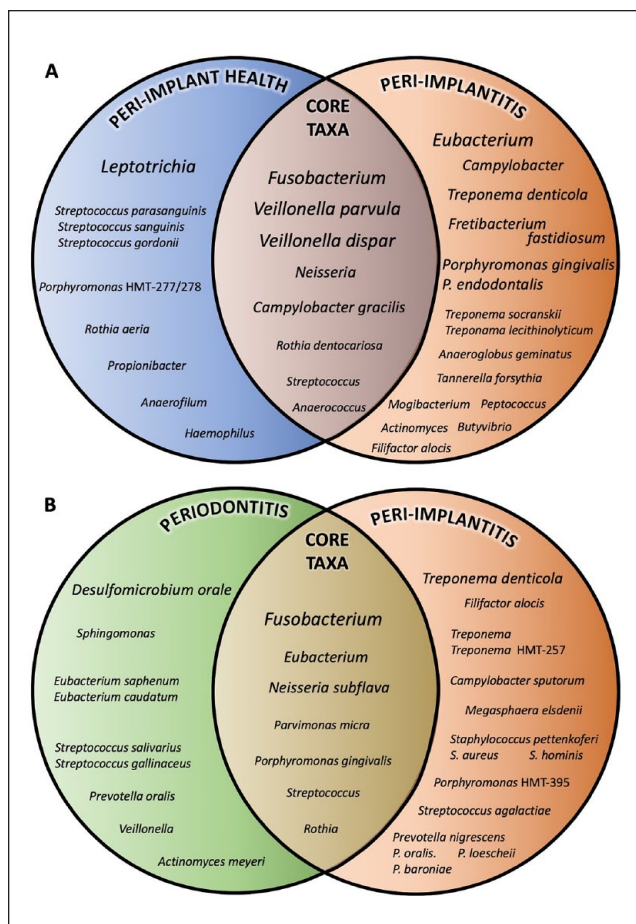 A
PERI-IMPLANT HEALTH
CORE
TAXA
PERI-IMPLANTITIS
Leptotrichia
Streptococcus parasanguinis
Streptococcus sanguinis
Streptococcus gordonii
Porphyromonas HMT-277/278
Rothia aeria
Propionibacter
Anaerofilum
Haemophilus
Fusobacterium
Veillonella parvula
Veillonella dispar
Neisseria
Campylobacter gracilis
Rothia dentocariosa
Streptococcus
Anaerococcus
Eubacterium
Campylobacter
Treponema denticola
Fretibacterium
fastidiosum
Porphyromonas gingivalis
P. endodontalis
Treponema socranskii
Treponama lecithinolyticum
Anaeroglobus geminatus
Tannerella forsythia
Mogibacterium Peptococcus
Actinomyces Butyvibrio
Filifactor alocis
B
PERIODONTITIS
CORE
TAXA
PERI-IMPLANTITIS
Desulfomicrobium orale
Sphingomonas
Eubacterium saphenum
Eubacterium caudatum
Streptococcus salivarius
Streptococcus gallinaceus
Prevotella oralis
Veillonella
Actinomyces meyeri
Fusobacterium
Eubacterium
Neisseria subflava
Parvimonas micra
Porphyromonas gingivalis
Streptococcus
Rothia
Treponema denticola
Filifactor alocis
Treponema
Treponema HMT-257
Campylobacter sputorum
Megasphaera elsdenii
Staphylococcus pettenkoferi
S. aureus S. hominis
Porphyromonas HMT-395
Streptococcus agalactiae
Prevotella nigrescens
P. oralis. P. loescheii
P. baroniae